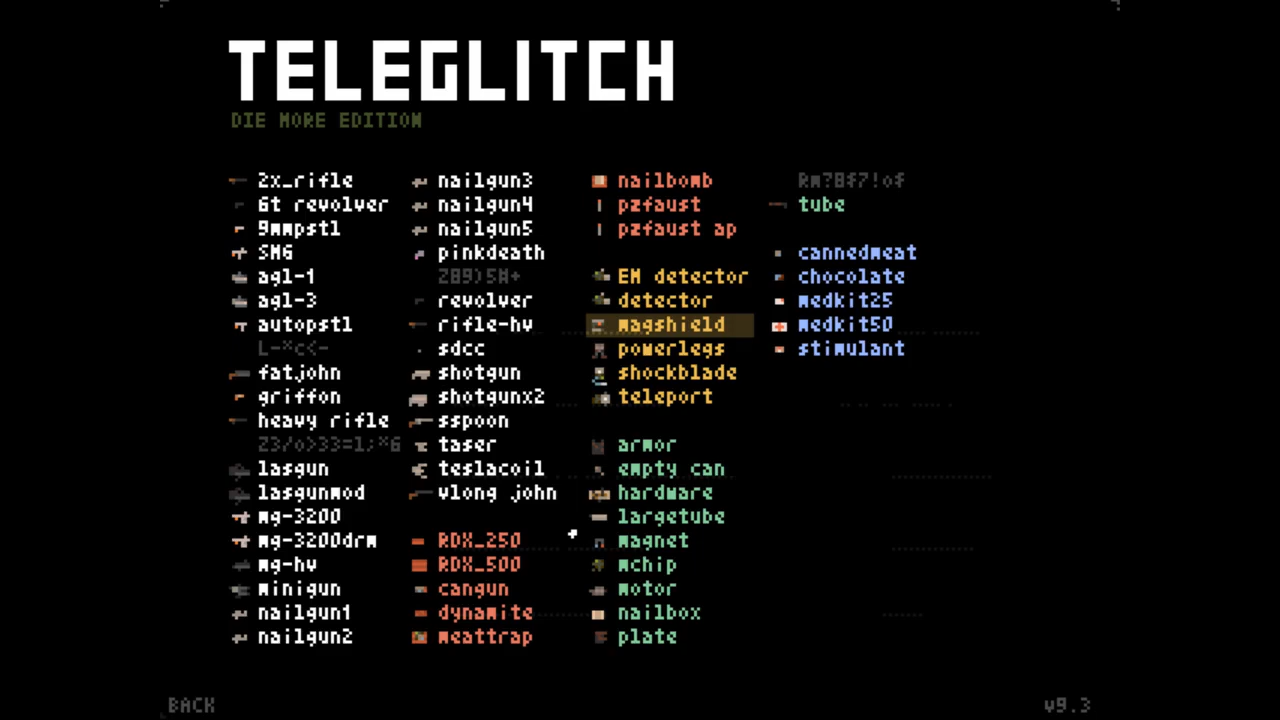 TELEGLITCH
DIE MORE EDITION
2x_rifle
6t revolver
9mmpstl
SM6
agl-1
agl-3
autopstl
L-*c<-
fatjohn
griffon
heavy rifle
Z3/o>33=l;*6
lasgun
lasgunmod
mg-3200
mg-3200drm
mg-hv
minigun
nailgun1
nailgun2
nailgun3
nailgun4
nailgun5
pinkdeath
revolver
rifle-hv
sdcc
shotgun
shotgunx2
sspoon
taser
teslacoil
vlong john
RDX_250
RDX_500
cangun
dynamite
meattrap
nailbomb
pzfaust
pzfaust ap
EM detector
detector
magshield
powerlegs
shockblade
teleport
armor
empty can
hardware
largetube
magnet
mchip
motor
nailbox
plate
tube
cannedmeat
chocolate
medkit25
medkit50
stimulant
BACK
v9.3